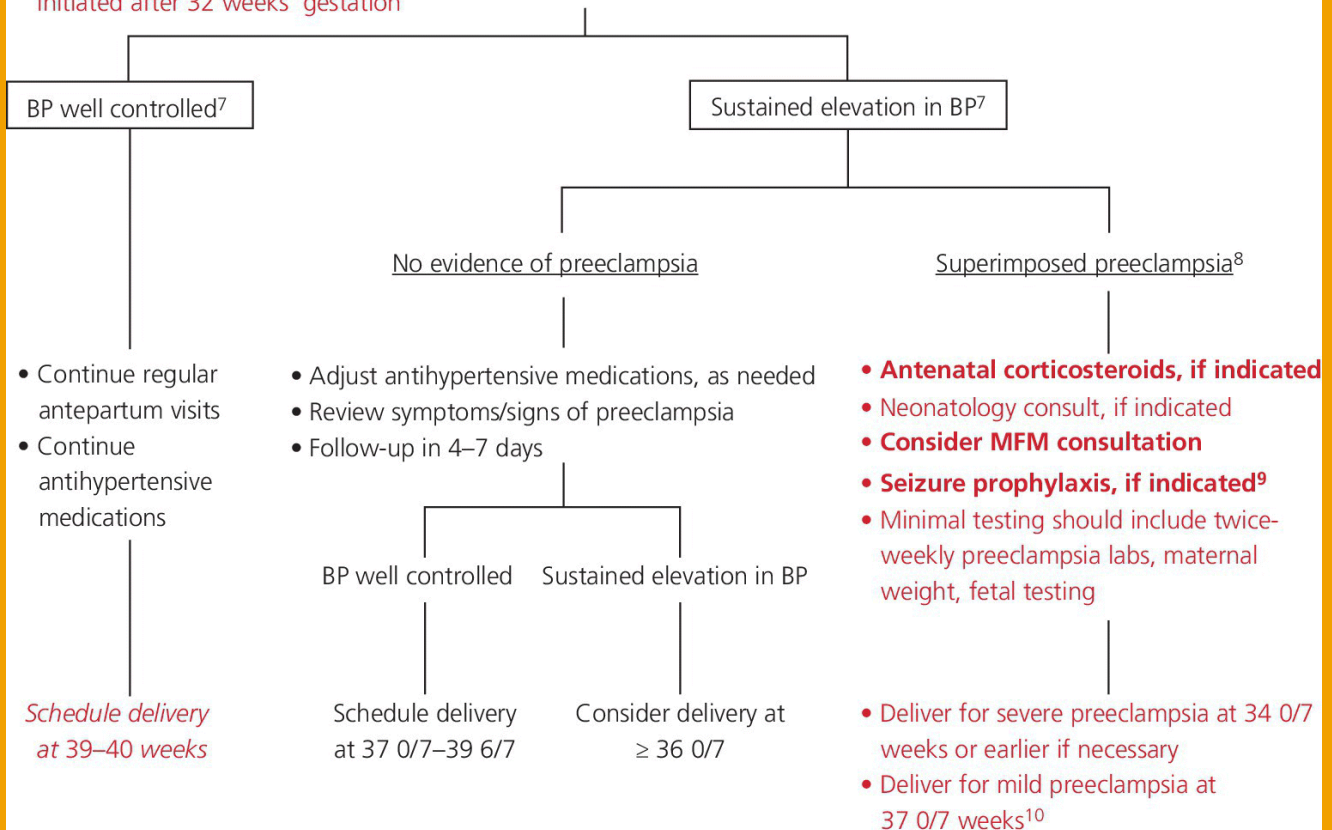 initiated after 32 weeks' gestation
BP well controlled7
Sustained elevation in BP7
No evidence of preeclampsia
Superimposed preeclampsia8
• Continue regular
antepartum visits
• Continue
antihypertensive
medications
• Adjust antihypertensive medications, as needed
• Review symptoms/signs of preeclampsia
• Follow-up in 4–7 days
• Antenatal corticosteroids, if indicated
• Neonatology consult, if indicated
• Consider MFM consultation
• Seizure prophylaxis, if indicated9
• Minimal testing should include twice-
weekly preeclampsia labs, maternal
weight, fetal testing
BP well controlled
Sustained elevation in BP
Schedule delivery
at 39–40 weeks
Schedule delivery
at 37 0/7–39 6/7
Consider delivery at
≥ 36 0/7
• Deliver for severe preeclampsia at 34 0/7
weeks or earlier if necessary
• Deliver for mild preeclampsia at
37 0/7 weeks10